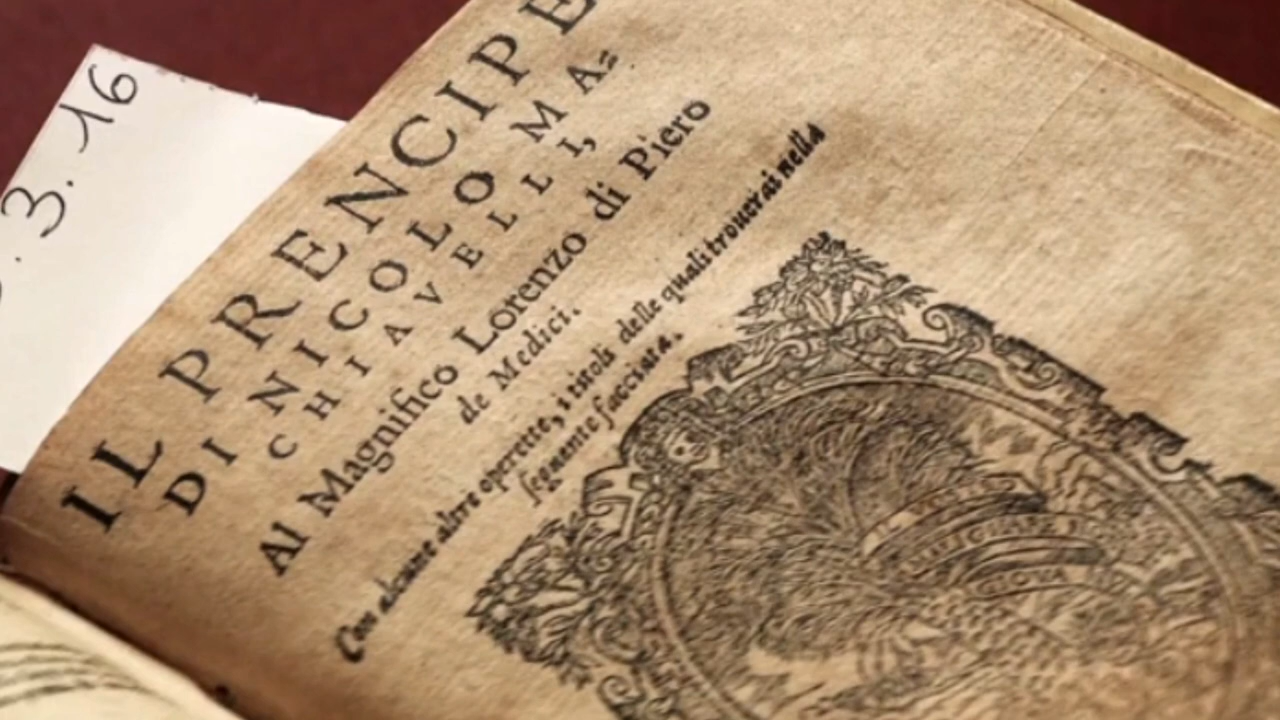 3.16
IL PRENCIPE
DI NICOLO MA=
CHIAVELLI,
Al Magnifico Lorenzo di Piero
de Medici.
Con alcune altre operette, i titoli delle quali trouerai nella
seguente facciata.